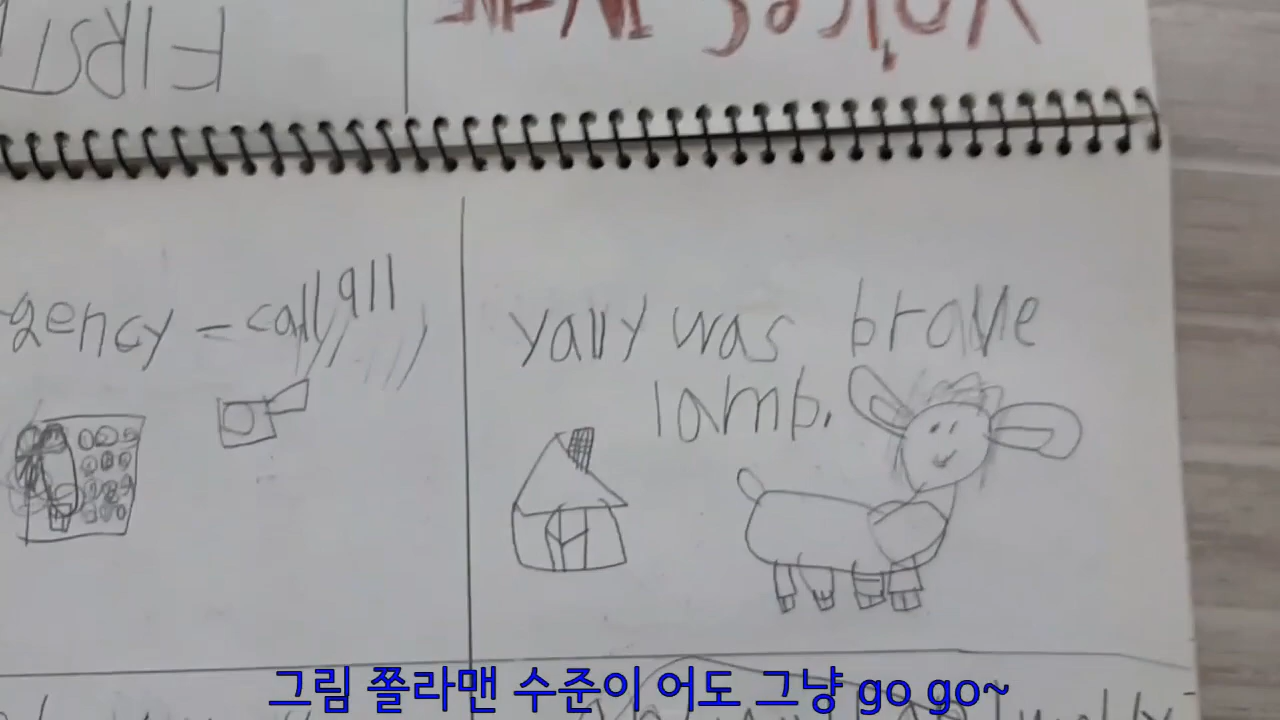 FIRST
-gency - call 911
yavy was brave
lamb.
그림 쫄라맨 수준이 어도 그냥 go go~